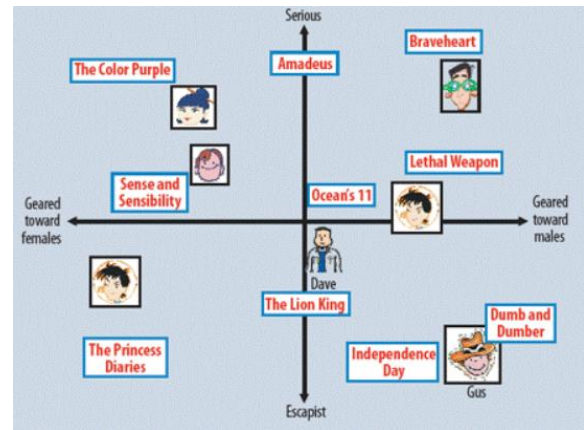 Serious
Braveheart
Amadeus
The Color Purple
Lethal Weapon
Sense and
Sensibility
Ocean's 11
Geared
toward
females
Geared
toward
males
Dave
The Lion King
Dumb and
Dumber
The Princess
Diaries
Independence
Day
Gus
Escapist